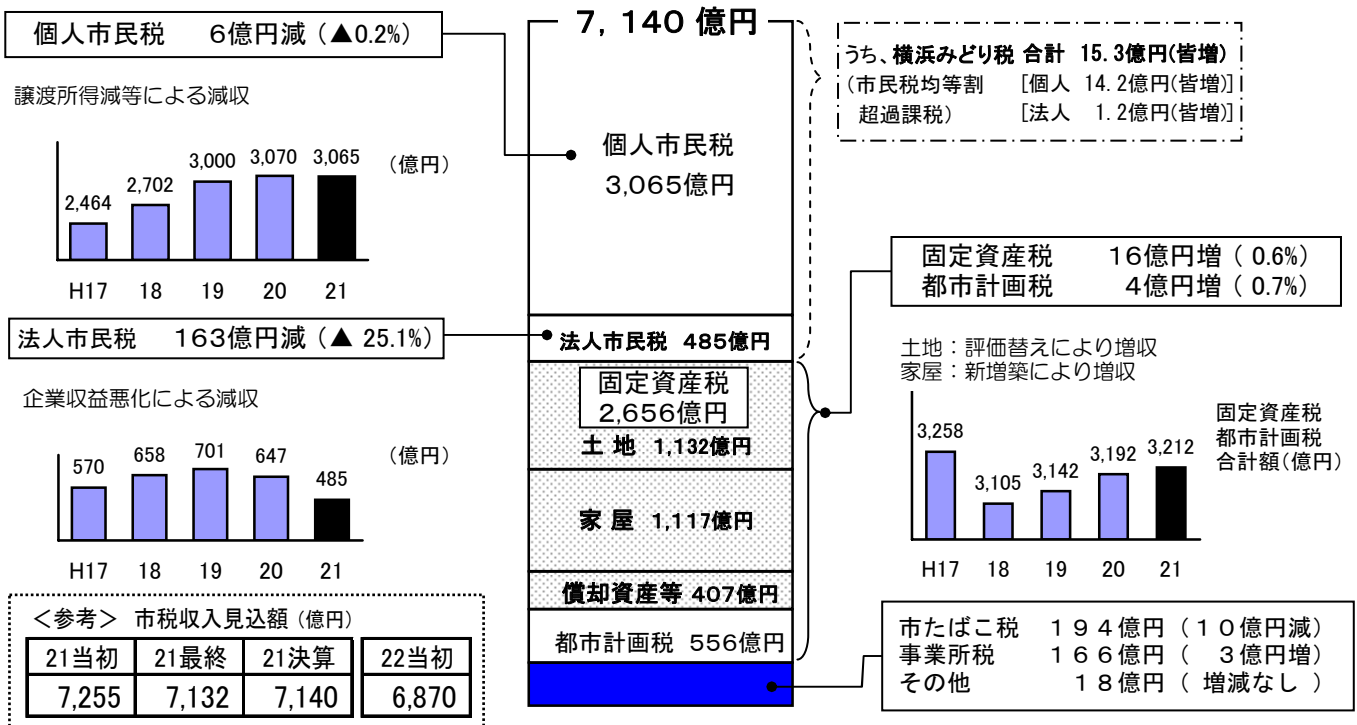 7,140 億円
個人市民税 6億円減（▲0.2%）
譲渡所得減等による減収
（億円）
2,464 2,702 3,000 3,070 3,065
H17 18 19 20 21
法人市民税 163億円減（▲ 25.1%）
企業収益悪化による減収
（億円）
570 658 701 647 485
H17 18 19 20 21
＜参考＞ 市税収入見込額（億円）
21当初 21最終 21決算 22当初
7,255 7,132 7,140 6,870
個人市民税
3,065億円
法人市民税 485億円
固定資産税
2,656億円
土 地 1,132億円
家 屋 1,117億円
償却資産等 407億円
都市計画税 556億円
うち、横浜みどり税 合計 15.3億円(皆増)
(市民税均等割 [個人 14.2億円(皆増)]
超過課税) [法人 1.2億円(皆増)]
固定資産税 16億円増（ 0.6%）
都市計画税 4億円増（ 0.7%）
土地：評価替えにより増収
家屋：新増築により増収
固定資産税
都市計画税
合計額(億円)
3,258 3,105 3,142 3,192 3,212
H17 18 19 20 21
市たばこ税 １９４億円（１０億円減）
事業所税 １６６億円（ ３億円増）
その他 １８億円（ 増減なし ）